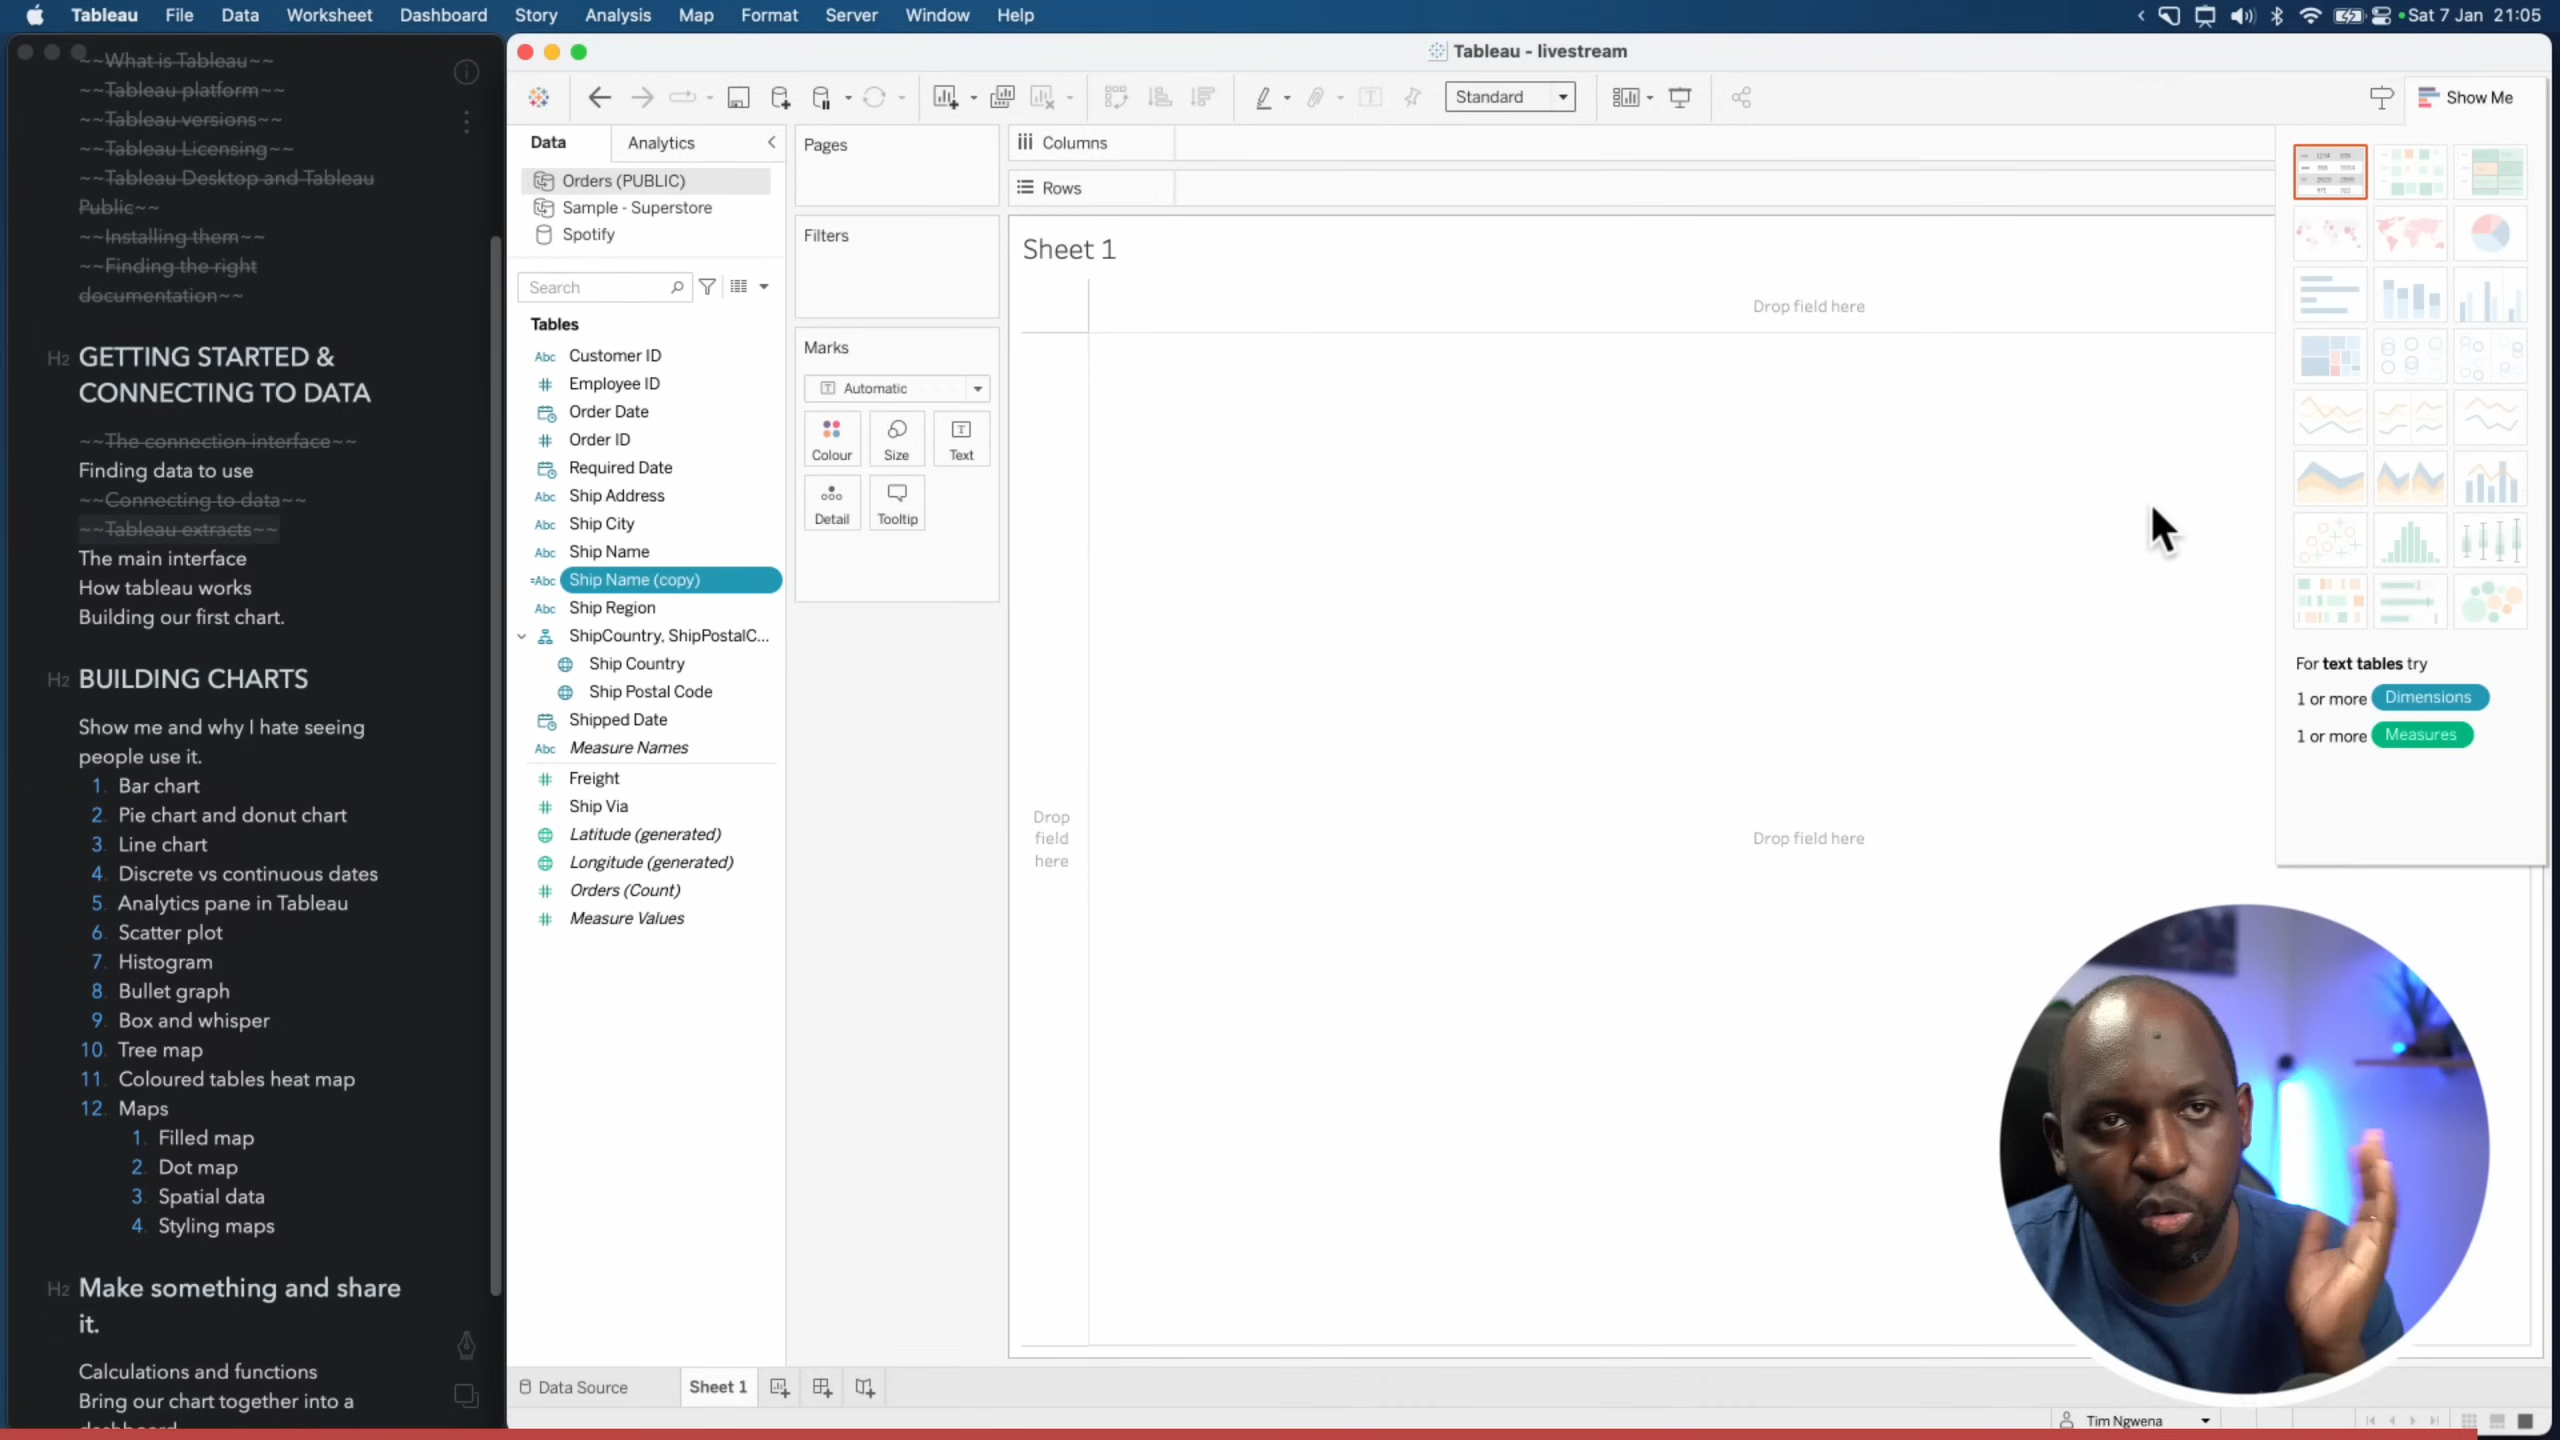 Tableau File Data Worksheet Dashboard Story Analysis Map Format Server Window Help Sat 7 Jan 21:05
~~What is Tableau~~
~~Tableau platform~~
~~Tableau versions~~
~~Tableau Licensing~~
~~Tableau Desktop and Tableau
Public~~
~~Installing them~~
~~Finding the right
documentation~~
H2 GETTING STARTED &
CONNECTING TO DATA
~~The connection interface~~
Finding data to use
~~Connecting to data~~
~~Tableau extracts~~
The main interface
How tableau works
Building our first chart.
H2 BUILDING CHARTS
Show me and why I hate seeing
people use it.
1. Bar chart
2. Pie chart and donut chart
3. Line chart
4. Discrete vs continuous dates
5. Analytics pane in Tableau
6. Scatter plot
7. Histogram
8. Bullet graph
9. Box and whisper
10. Tree map
11. Coloured tables heat map
12. Maps
1. Filled map
2. Dot map
3. Spatial data
4. Styling maps
H2 Make something and share
it.
Calculations and functions
Bring our chart together into a
Tableau - livestream
Standard
Show Me
Data Analytics
Orders (PUBLIC)
Sample - Superstore
Spotify
Search
Tables
Abc Customer ID
# Employee ID
Order Date
# Order ID
Required Date
Abc Ship Address
Abc Ship City
Abc Ship Name
=Abc Ship Name (copy)
Abc Ship Region
ShipCountry, ShipPostalC...
Ship Country
Ship Postal Code
Shipped Date
Abc Measure Names
# Freight
# Ship Via
Latitude (generated)
Longitude (generated)
# Orders (Count)
# Measure Values
Pages
Filters
Marks
Automatic
Colour Size Text
Detail Tooltip
Columns
Rows
Sheet 1
Drop field here
Drop
field
here
Drop field here
For text tables try
1 or more Dimensions
1 or more Measures
Data Source Sheet 1
Tim Ngwena